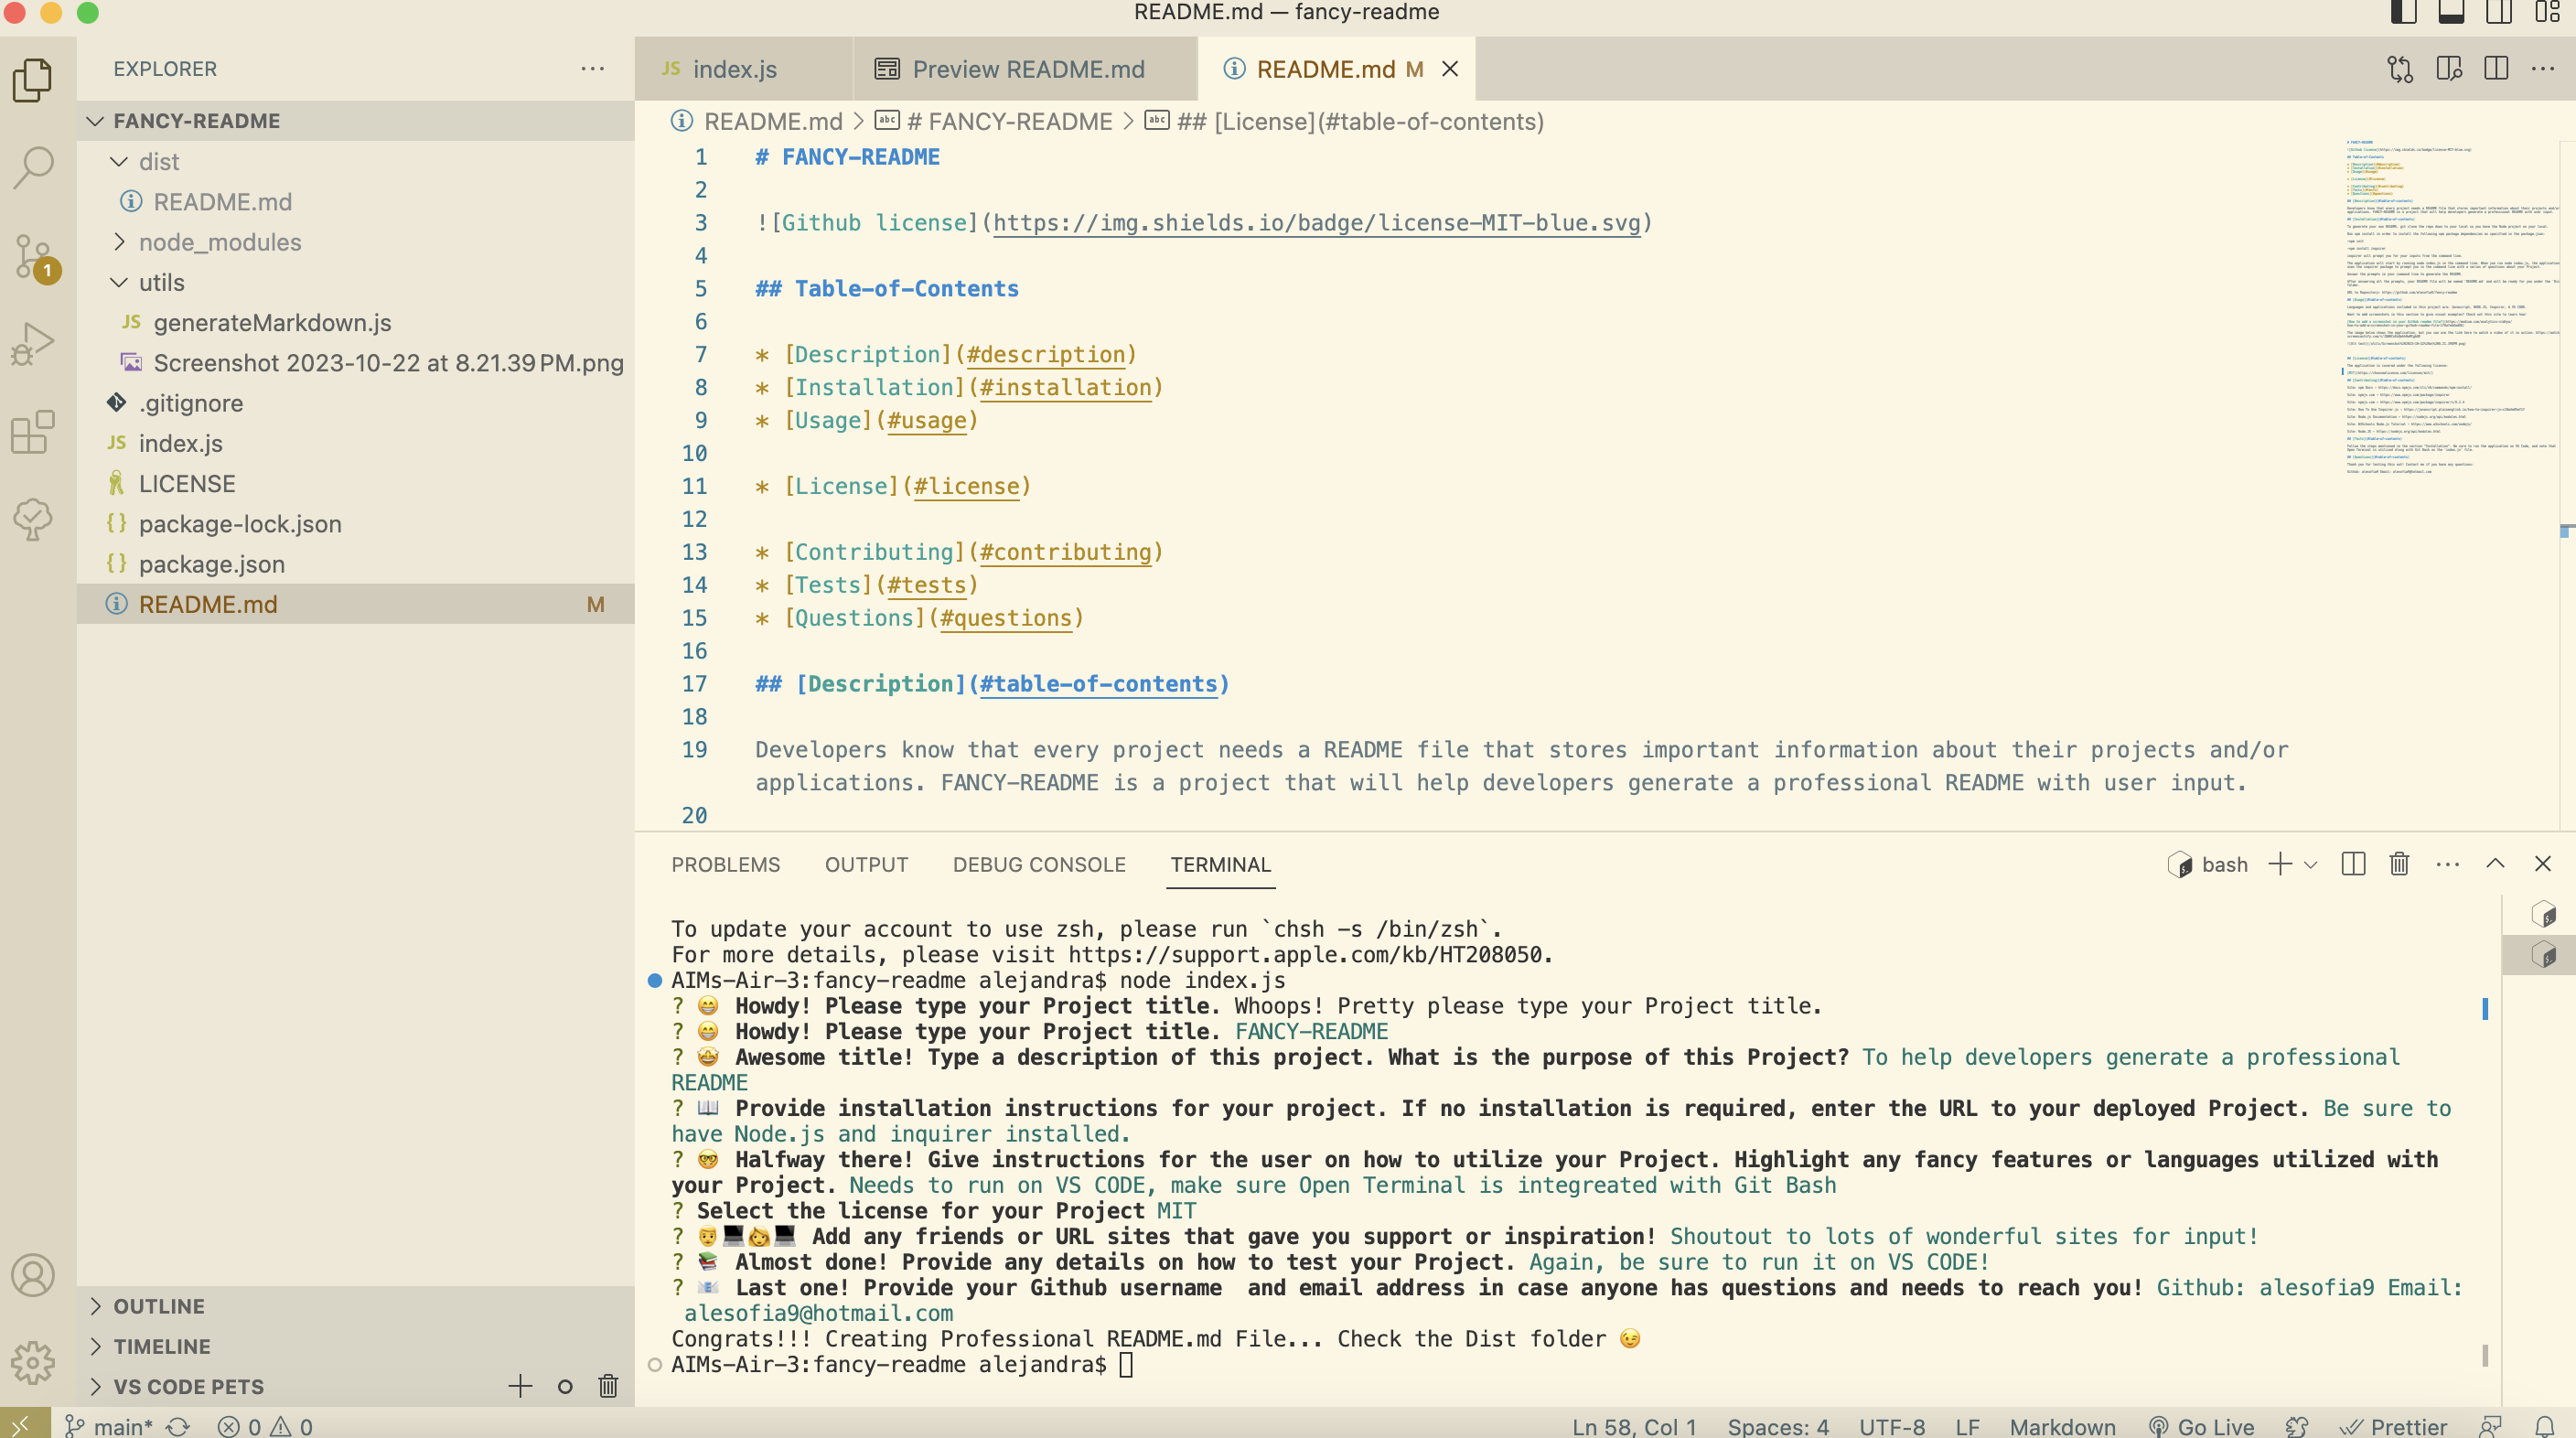 README.md — fancy-readme
EXPLORER
FANCY-README
dist
README.md
node_modules
utils
JS generateMarkdown.js
Screenshot 2023-10-22 at 8.21.39 PM.png
.gitignore
JS index.js
LICENSE
{} package-lock.json
{} package.json
README.md M
OUTLINE
TIMELINE
VS CODE PETS
1
JS index.js
Preview README.md
README.md M
README.md > # FANCY-README > ## [License](#table-of-contents)
1 # FANCY-README
2
3 ![Github license](https://img.shields.io/badge/license-MIT-blue.svg)
4
5 ## Table-of-Contents
6
7 * [Description](#description)
8 * [Installation](#installation)
9 * [Usage](#usage)
10
11 * [License](#license)
12
13 * [Contributing](#contributing)
14 * [Tests](#tests)
15 * [Questions](#questions)
16
17 ## [Description](#table-of-contents)
18
19 Developers know that every project needs a README file that stores important information about their projects and/or
applications. FANCY-README is a project that will help developers generate a professional README with user input.
20
PROBLEMS OUTPUT DEBUG CONSOLE TERMINAL
bash
To update your account to use zsh, please run `chsh -s /bin/zsh`.
For more details, please visit https://support.apple.com/kb/HT208050.
AIMs-Air-3:fancy-readme alejandra$ node index.js
? 😁 Howdy! Please type your Project title. Whoops! Pretty please type your Project title.
? 😁 Howdy! Please type your Project title. FANCY-README
? 🤩 Awesome title! Type a description of this project. What is the purpose of this Project? To help developers generate a professional
README
? 📖 Provide installation instructions for your project. If no installation is required, enter the URL to your deployed Project. Be sure to
have Node.js and inquirer installed.
? 🤓 Halfway there! Give instructions for the user on how to utilize your Project. Highlight any fancy features or languages utilized with
your Project. Needs to run on VS CODE, make sure Open Terminal is integreated with Git Bash
? Select the license for your Project MIT
? 👨💻👩💻 Add any friends or URL sites that gave you support or inspiration! Shoutout to lots of wonderful sites for input!
? 📚 Almost done! Provide any details on how to test your Project. Again, be sure to run it on VS CODE!
? 📧 Last one! Provide your Github username  and email address in case anyone has questions and needs to reach you! Github: alesofia9 Email:
alesofia9@hotmail.com
Congrats!!! Creating Professional README.md File... Check the Dist folder 😉
AIMs-Air-3:fancy-readme alejandra$
main* 0 0 Ln 58, Col 1 Spaces: 4 UTF-8 LF Markdown Go Live Prettier